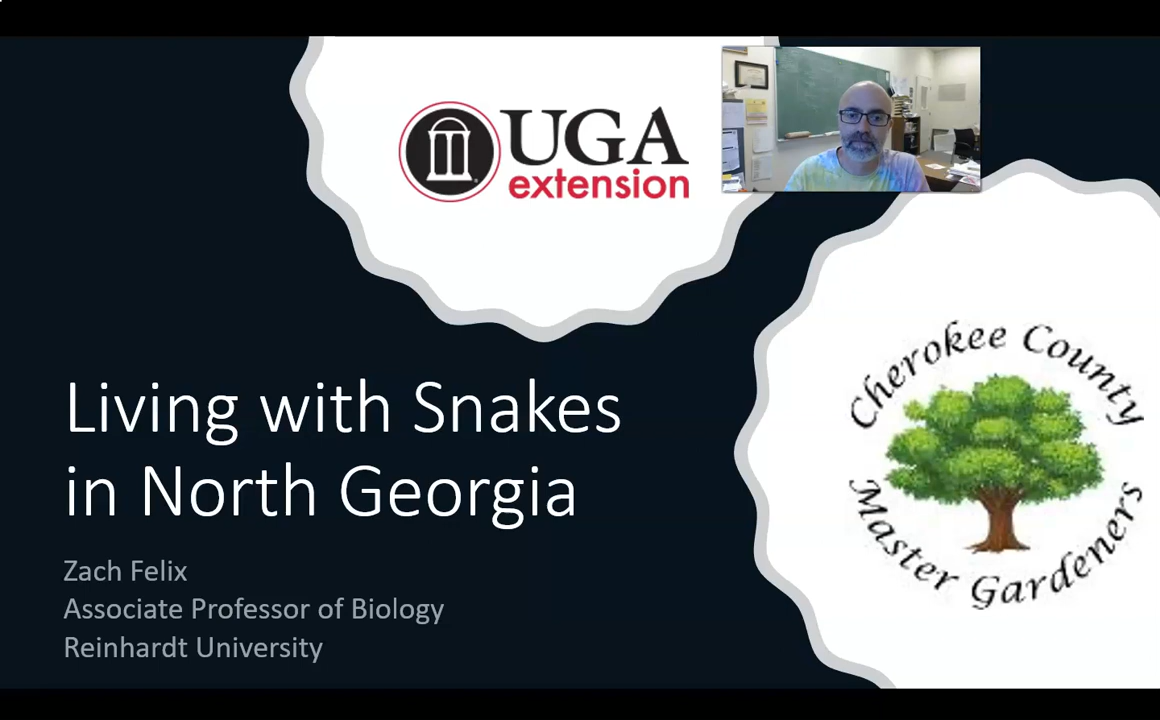 UGA
extension
Cherokee County
Master Gardeners
Living with Snakes
in North Georgia
Zach Felix
Associate Professor of Biology
Reinhardt University